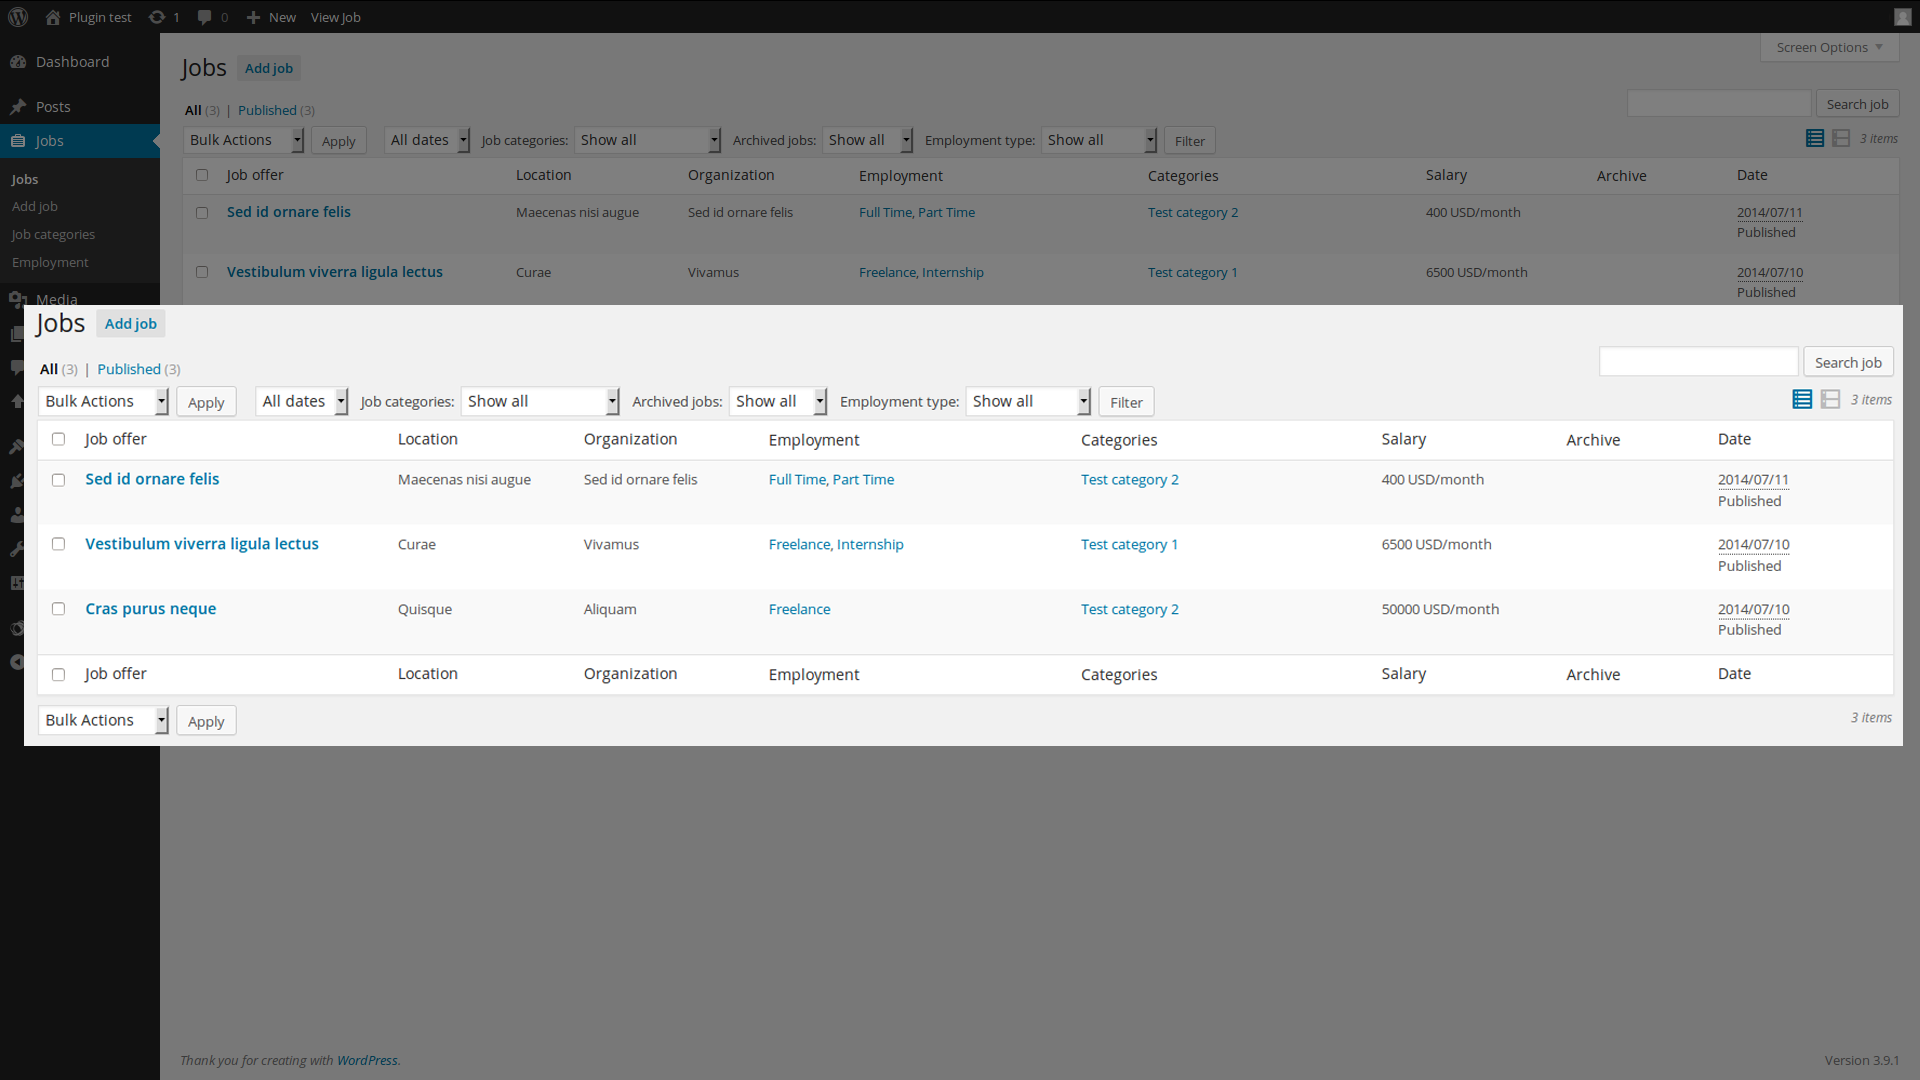 Plugin test 1 0 New View Job
Dashboard
Posts
Jobs
Jobs
Add job
Job categories
Employment
Media
Screen Options
Jobs Add job
All (3) | Published (3)
Search job
Bulk Actions Apply All dates Job categories: Show all Archived jobs: Show all Employment type: Show all Filter 3 items
Job offer Location Organization Employment Categories Salary Archive Date
Sed id ornare felis Maecenas nisi augue Sed id ornare felis Full Time, Part Time Test category 2 400 USD/month 2014/07/11
Published
Vestibulum viverra ligula lectus Curae Vivamus Freelance, Internship Test category 1 6500 USD/month 2014/07/10
Published
Jobs Add job
All (3) | Published (3)
Search job
Bulk Actions Apply All dates Job categories: Show all Archived jobs: Show all Employment type: Show all Filter 3 items
Job offer Location Organization Employment Categories Salary Archive Date
Sed id ornare felis Maecenas nisi augue Sed id ornare felis Full Time, Part Time Test category 2 400 USD/month 2014/07/11
Published
Vestibulum viverra ligula lectus Curae Vivamus Freelance, Internship Test category 1 6500 USD/month 2014/07/10
Published
Cras purus neque Quisque Aliquam Freelance Test category 2 50000 USD/month 2014/07/10
Published
Job offer Location Organization Employment Categories Salary Archive Date
Bulk Actions Apply 3 items
Thank you for creating with WordPress. Version 3.9.1